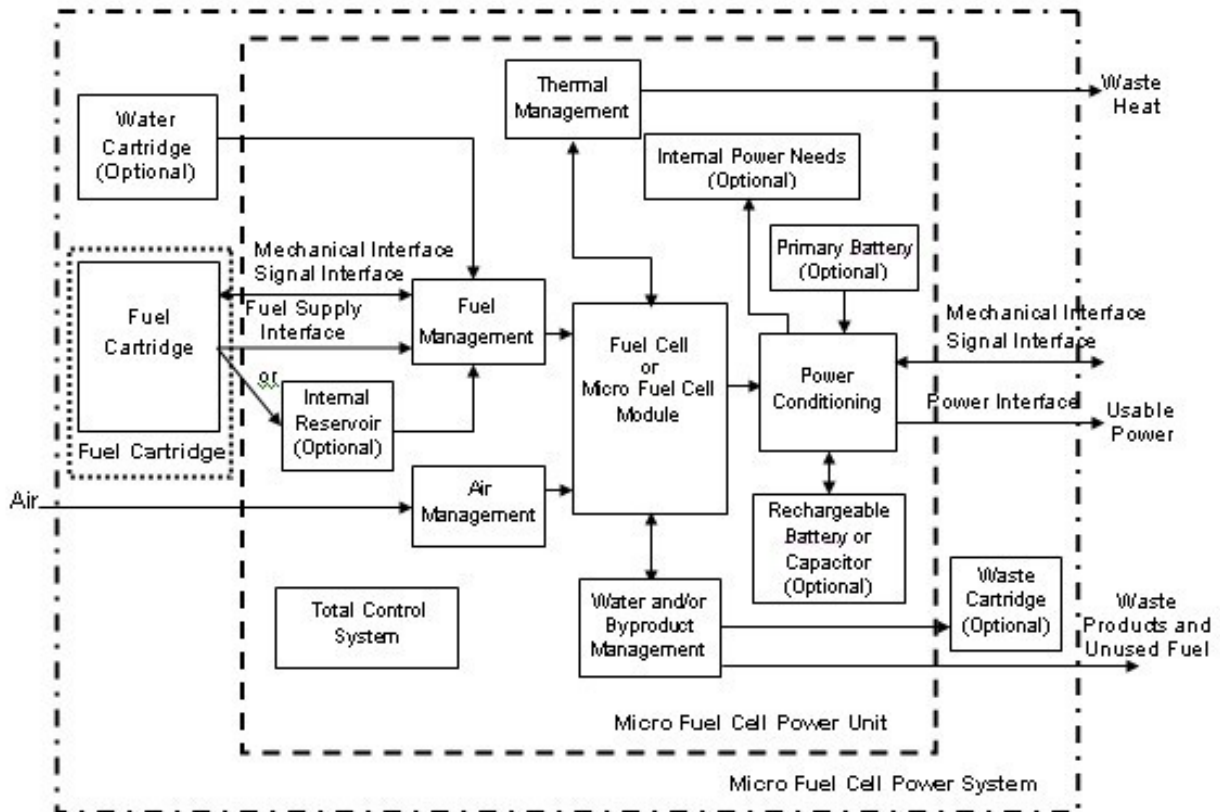 Thermal
Management
Waste
Heat
Water
Cartridge
(Optional)
Internal Power Needs
(Optional)
Primary Battery
(Optional)
Mechanical Interface
Signal Interface
Fuel Supply
Interface
Fuel
Cartridge
Fuel Cartridge
or
Fuel
Management
Internal
Reservoir
(Optional)
Fuel Cell
or
Micro Fuel Cell
Module
Power
Conditioning
Mechanical Interface
Signal Interface
Power Interface
Usable
Power
Air
Air
Management
Rechargeable
Battery or
Capacitor
(Optional)
Total Control
System
Water and/or
Byproduct
Management
Waste
Cartridge
(Optional)
Waste
Products and
Unused Fuel
Micro Fuel Cell Power Unit
Micro Fuel Cell Power System